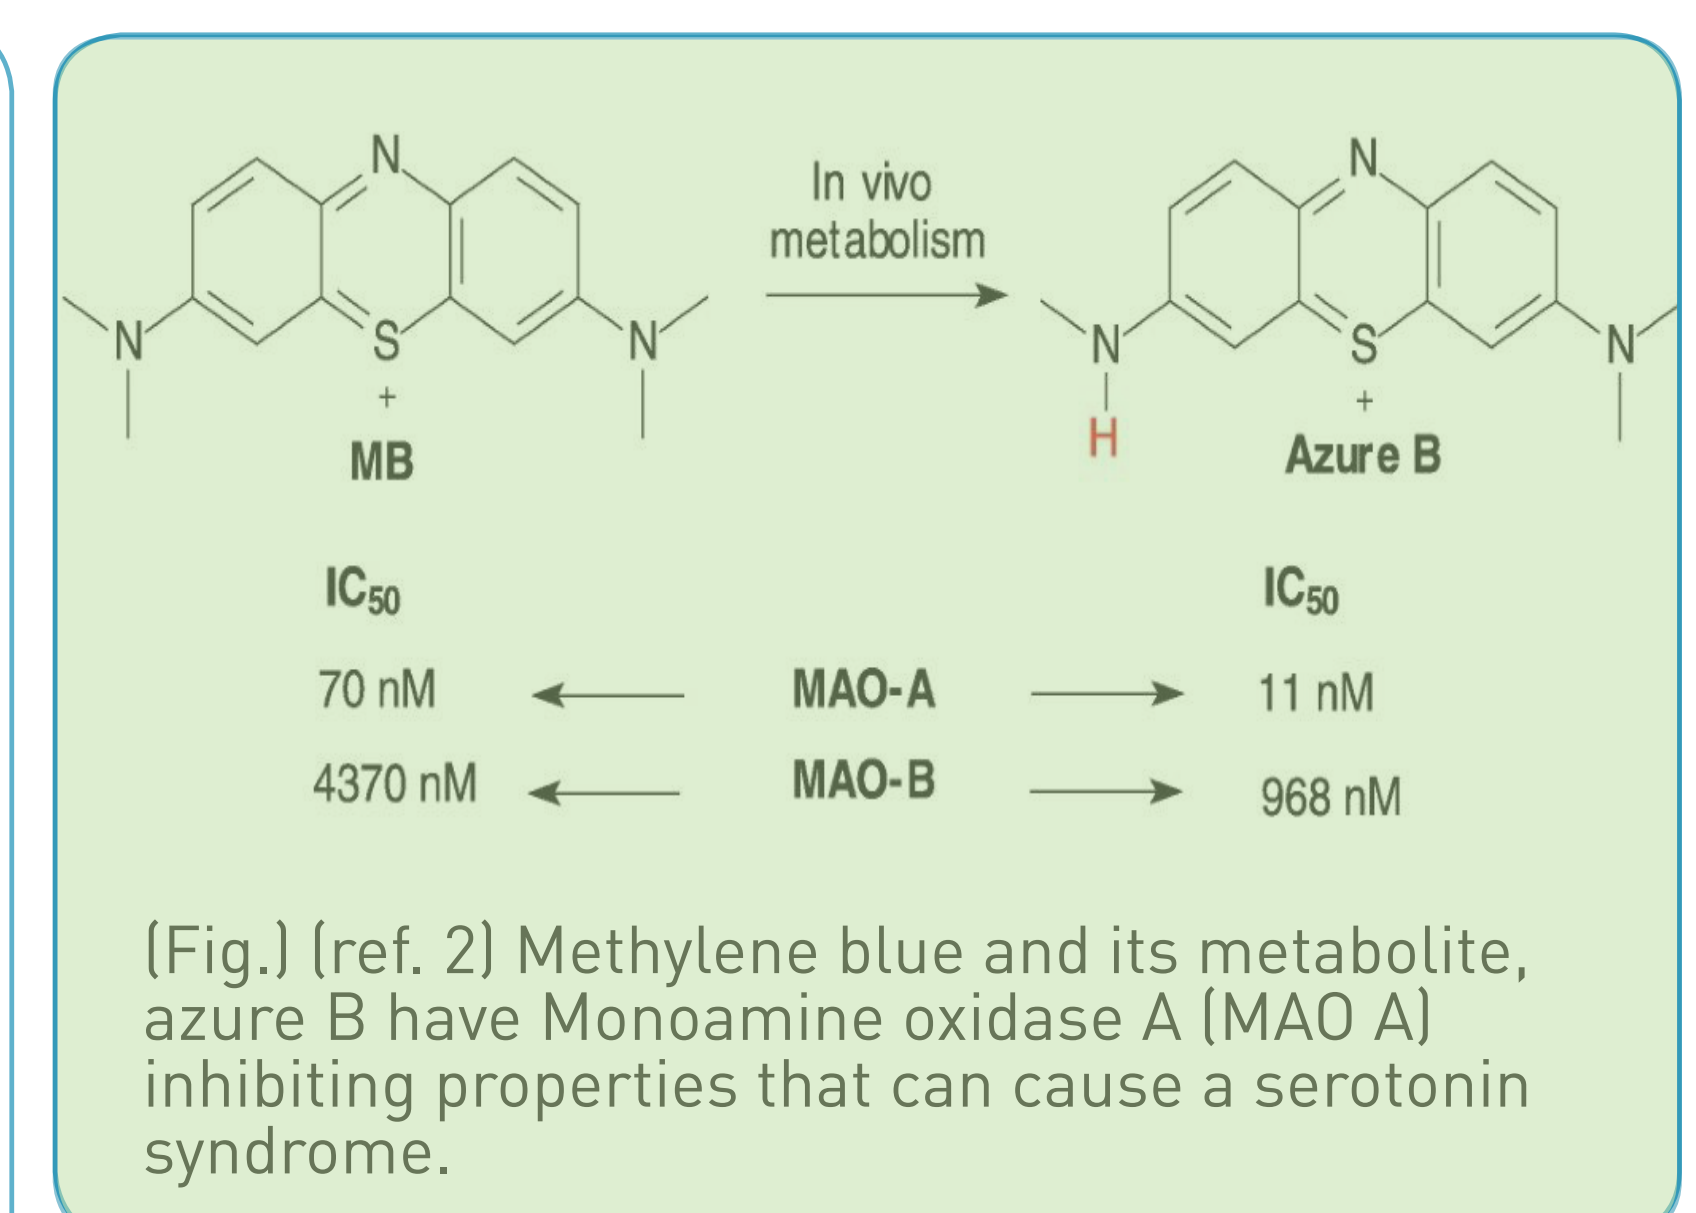 N
In vivo
metabolism
N
N
S
N
+
MB
N
S
N
H
+
Azure B
IC₅₀
IC₅₀
70 nM
MAO-A
11 nM
4370 nM
MAO-B
968 nM
(Fig.) (ref. 2) Methylene blue and its metabolite,
azure B have Monoamine oxidase A (MAO A)
inhibiting properties that can cause a serotonin
syndrome.